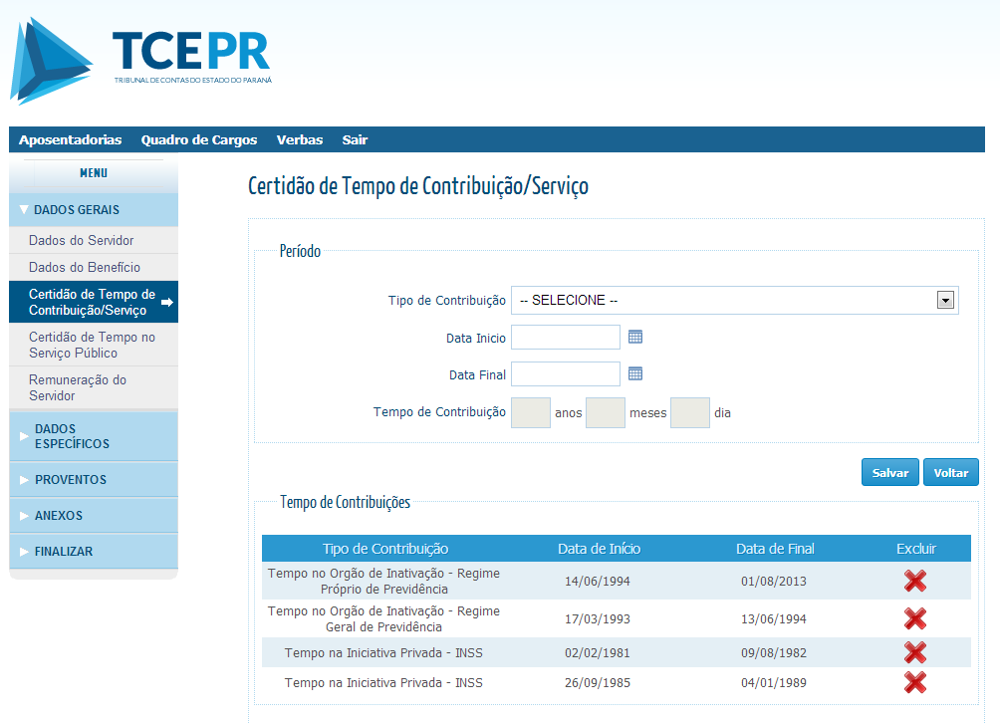 TCEPR
TRIBUNAL DE CONTAS DO ESTADO DO PARANÁ
Aposentadorias Quadro de Cargos Verbas Sair
MENU
DADOS GERAIS
Dados do Servidor
Dados do Benefício
Certidão de Tempo de
Contribuição/Serviço
Certidão de Tempo no
Serviço Público
Remuneração do
Servidor
DADOS
ESPECÍFICOS
PROVENTOS
ANEXOS
FINALIZAR
Certidão de Tempo de Contribuição/Serviço
Período
Tipo de Contribuição -- SELECIONE --
Data Inicio
Data Final
Tempo de Contribuição anos meses dia
Salvar Voltar
Tempo de Contribuições
Tipo de Contribuição Data de Início Data de Final Excluir
Tempo no Orgão de Inativação - Regime
Próprio de Previdência 14/06/1994 01/08/2013
Tempo no Orgão de Inativação - Regime
Geral de Previdência 17/03/1993 13/06/1994
Tempo na Iniciativa Privada - INSS 02/02/1981 09/08/1982
Tempo na Iniciativa Privada - INSS 26/09/1985 04/01/1989